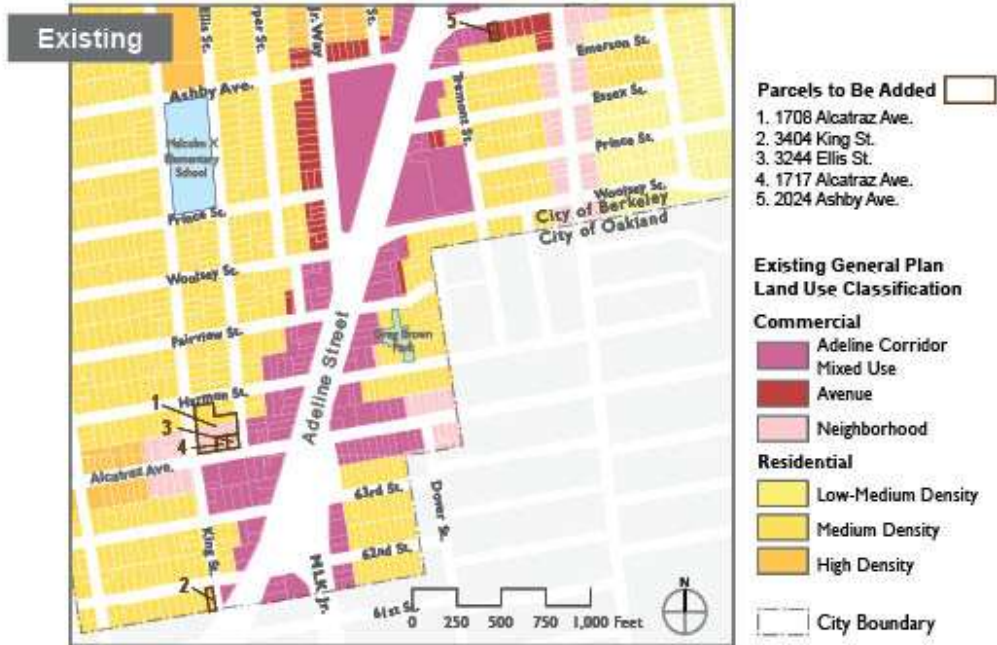 Existing
Ellis St.
per St.
Jr. Way
St.
5
Emerson St.
Ashby Ave.
Tremont St.
Essex St.
Malcolm X
Elementary
School
Prince St.
Prince St.
Woolsey St.
City of Berkeley
City of Oakland
Woolsey St.
Fairview St.
Greg Brown
Park
Adeline Street
Harmon St.
1
3
4
Alcatraz Ave.
63rd St.
Dover St.
King St.
62nd St.
MLK Jr.
2
61st St.
0 250 500 750 1,000 Feet
N
Parcels to Be Added
1. 1708 Alcatraz Ave.
2. 3404 King St.
3. 3244 Ellis St.
4. 1717 Alcatraz Ave.
5. 2024 Ashby Ave.
Existing General Plan
Land Use Classification
Commercial
Adeline Corridor
Mixed Use
Avenue
Neighborhood
Residential
Low-Medium Density
Medium Density
High Density
City Boundary